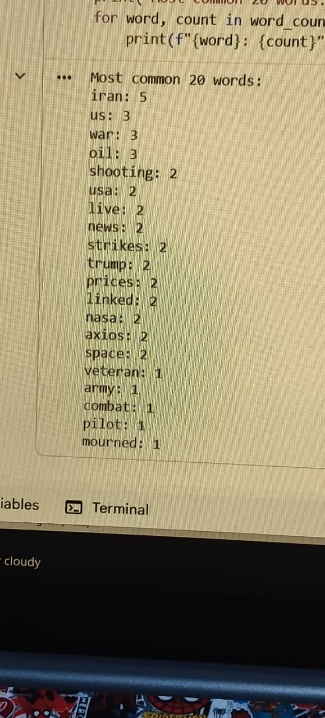 for word, count in word_coun
print(f"{word}: {count}"
Most common 20 words:
iran: 5
us: 3
war: 3
oil: 3
shooting: 2
usa: 2
live: 2
news: 2
strikes: 2
trump: 2
prices: 2
linked: 2
nasa: 2
axios: 2
space: 2
veteran: 1
army: 1
combat: 1
pilot: 1
mourned: 1
iables
Terminal
cloudy